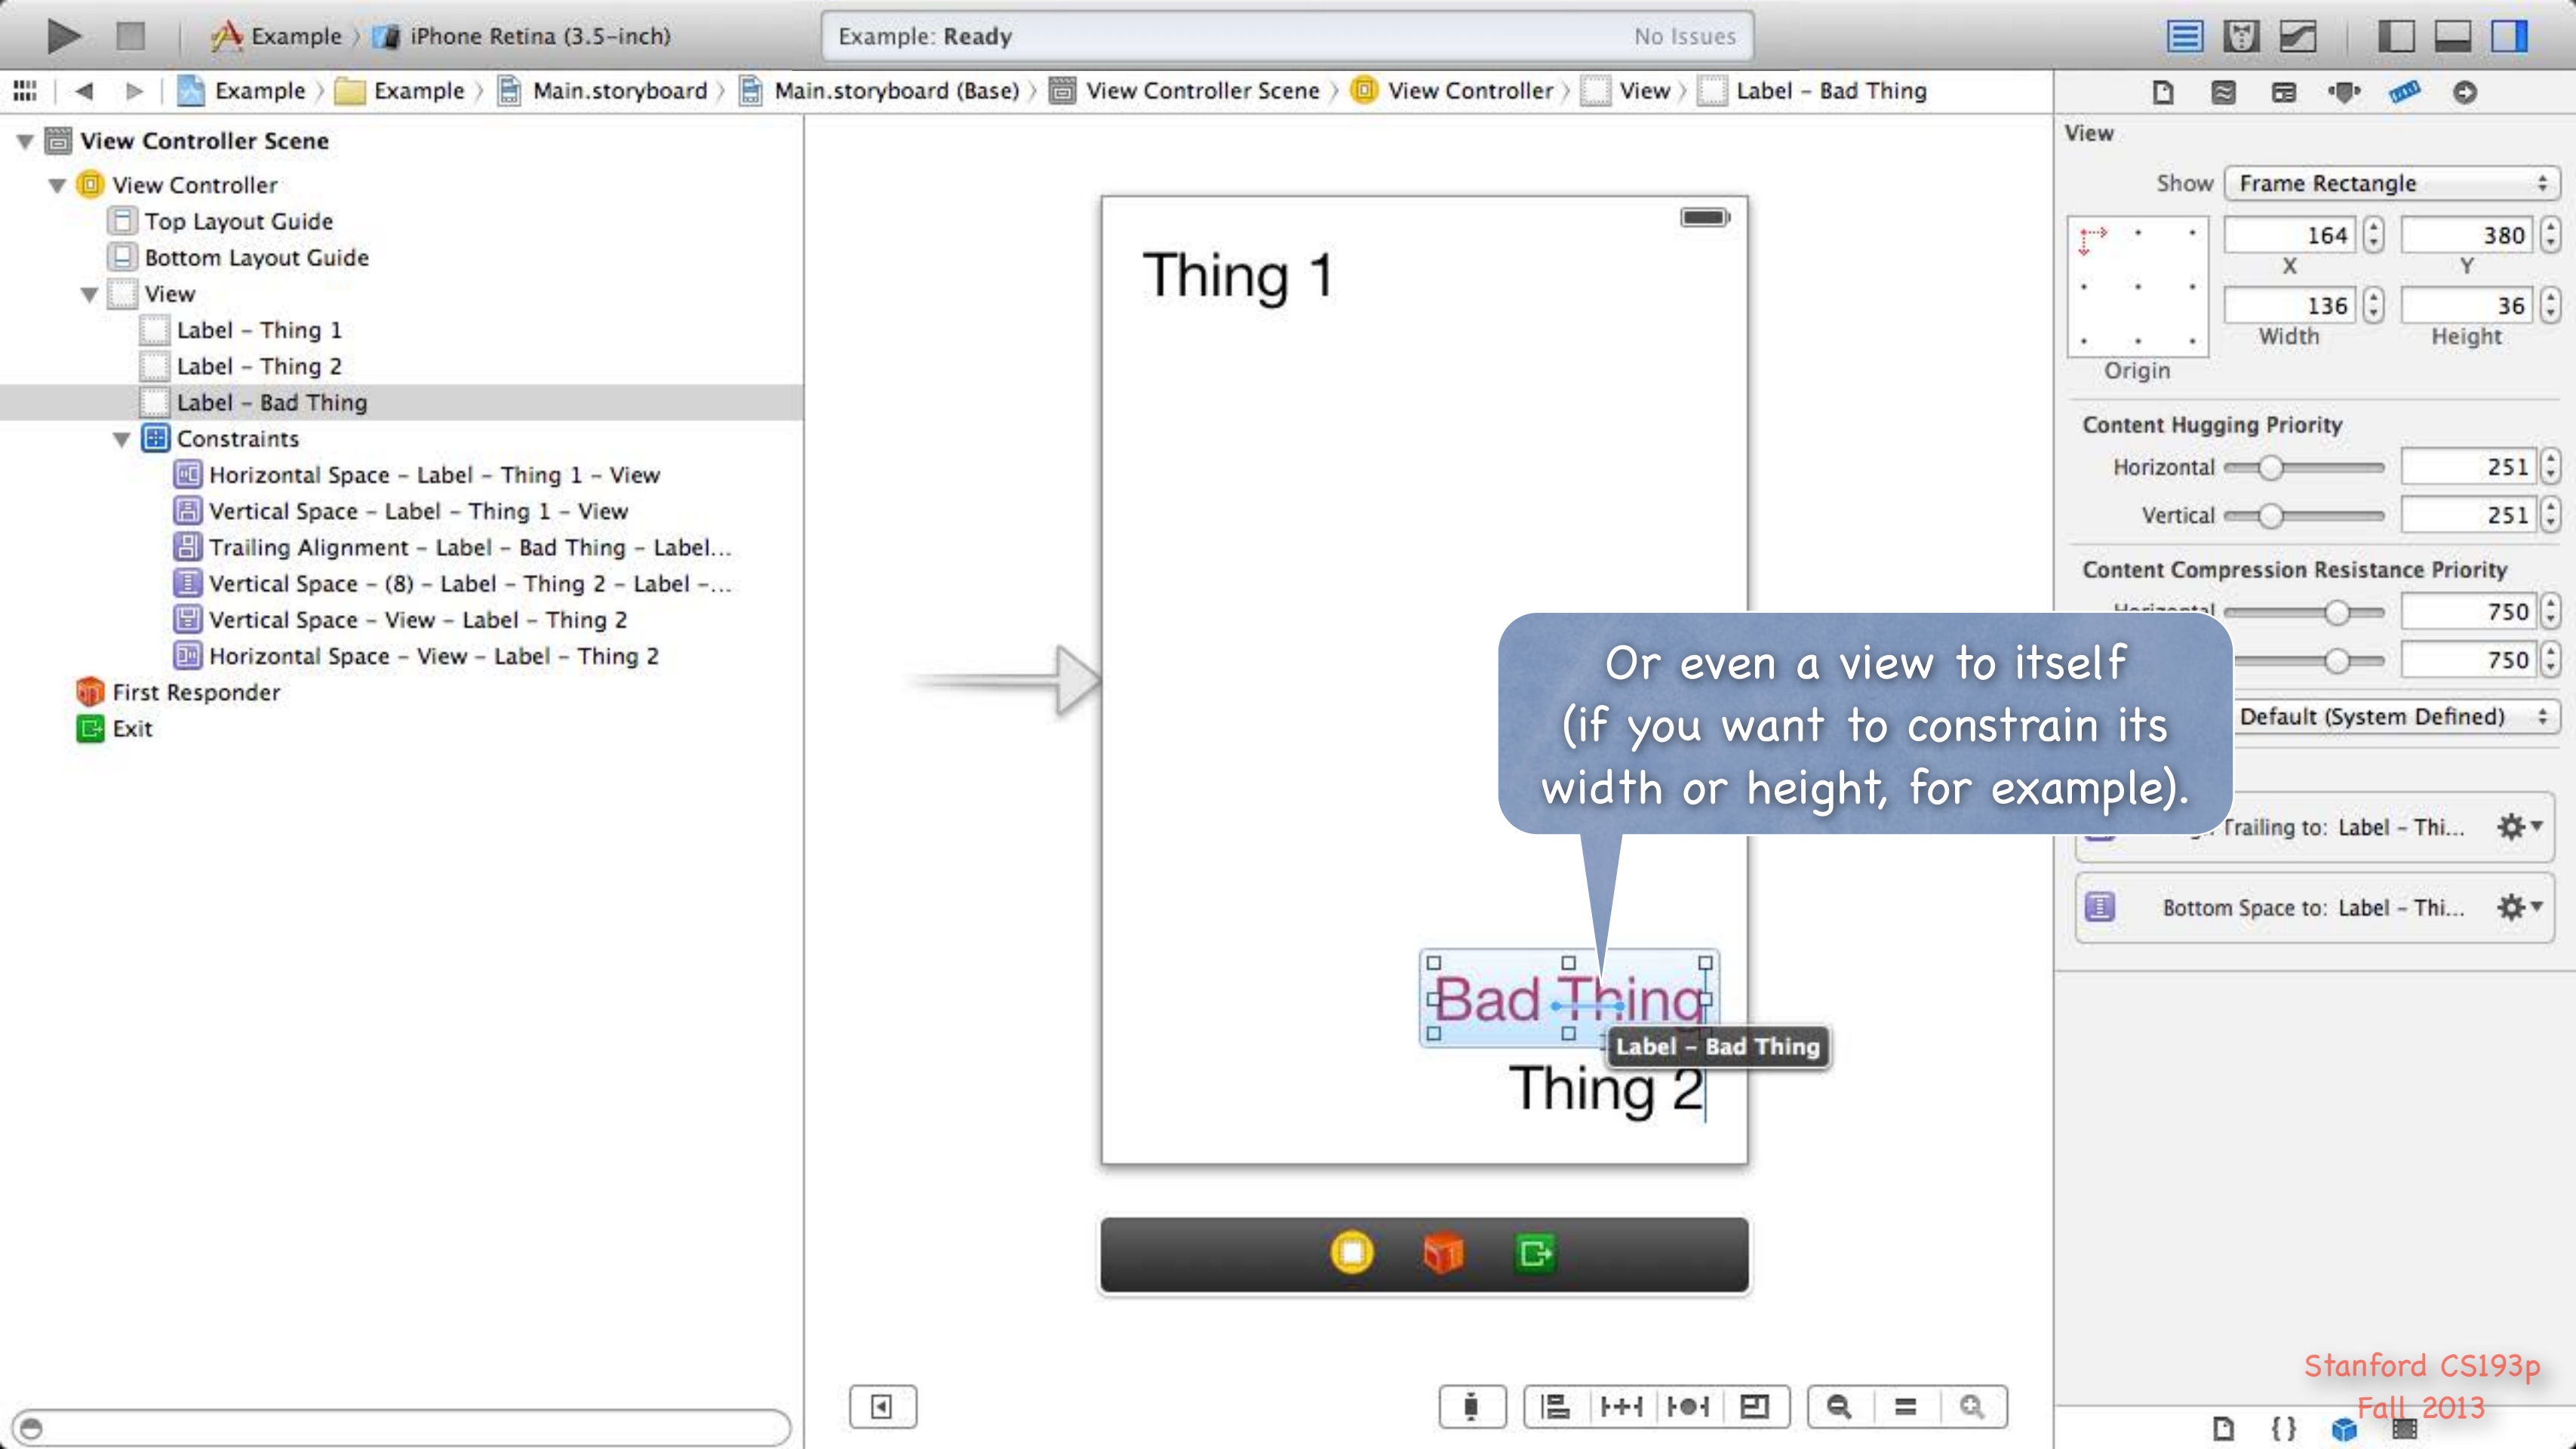 Example
iPhone Retina (3.5-inch)
Example: Ready
No Issues
Example
Example
Main.storyboard
Main.storyboard (Base)
View Controller Scene
View Controller
View
Label – Bad Thing
View Controller Scene
View Controller
Top Layout Guide
Bottom Layout Guide
View
Label – Thing 1
Label – Thing 2
Label – Bad Thing
Constraints
Horizontal Space – Label – Thing 1 – View
Vertical Space – Label – Thing 1 – View
Trailing Alignment – Label – Bad Thing – Label...
Vertical Space – (8) – Label – Thing 2 – Label –...
Vertical Space – View – Label – Thing 2
Horizontal Space – View – Label – Thing 2
First Responder
Exit
Thing 1
Or even a view to itself
(if you want to constrain its
width or height, for example).
Bad Thing
Label – Bad Thing
Thing 2
View
Show Frame Rectangle
164 380
X Y
136 36
Width Height
Origin
Content Hugging Priority
Horizontal 251
Vertical 251
Content Compression Resistance Priority
Horizontal 750
750
Default (System Defined)
Trailing to: Label – Thi...
Bottom Space to: Label – Thi...
Stanford CS193p
Fall 2013